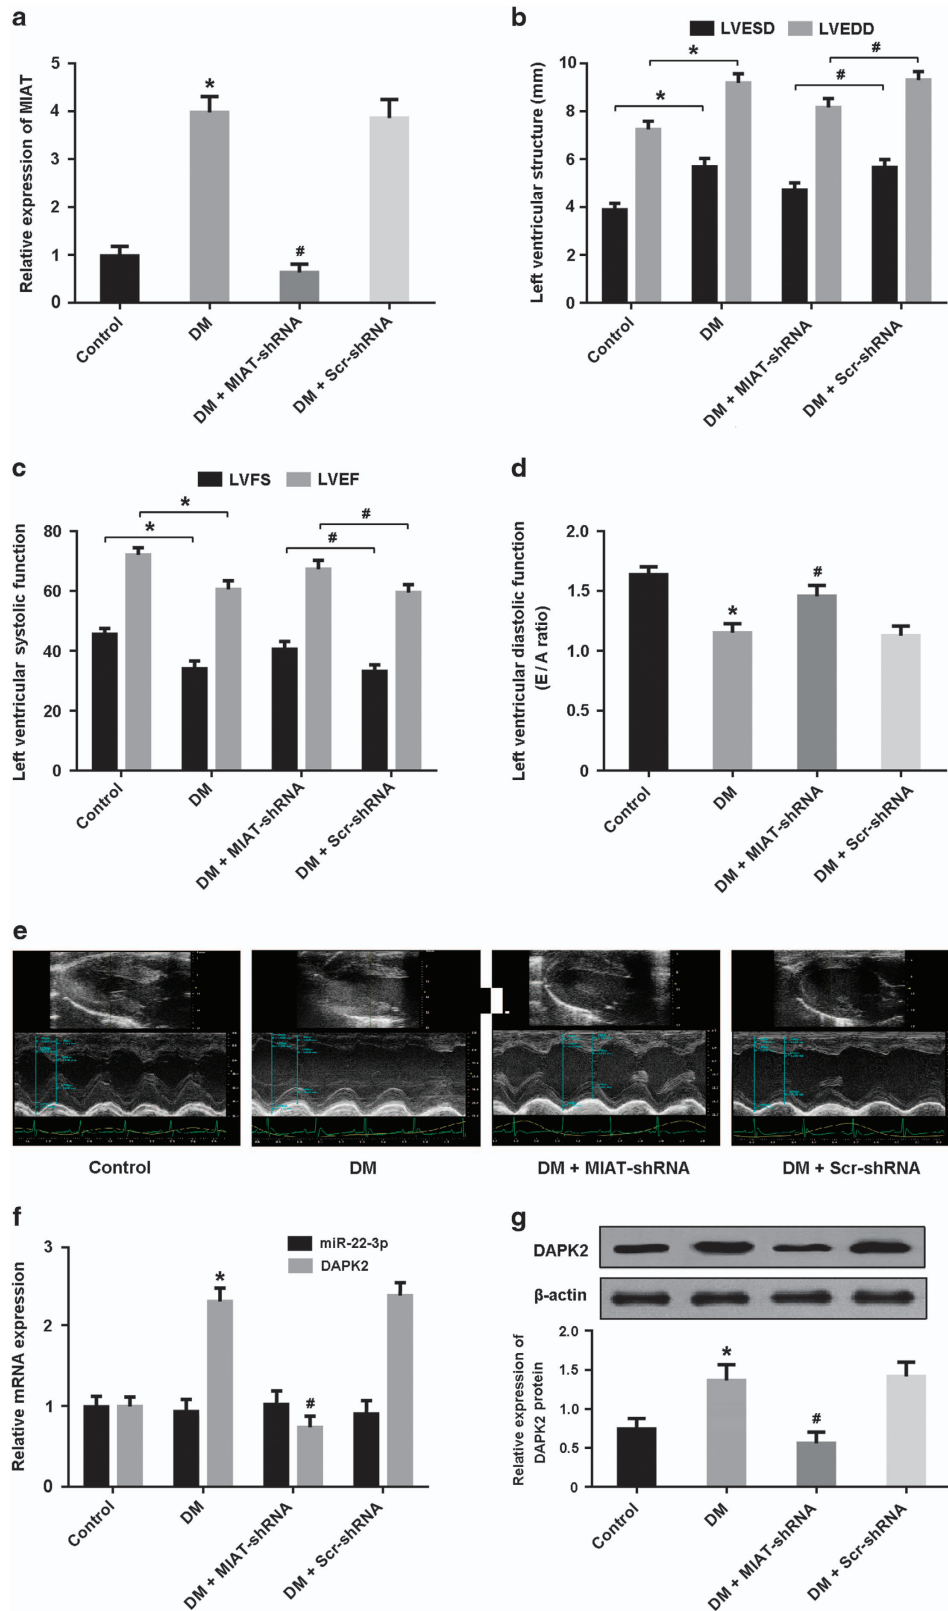 a
Relative expression of MIAT
5
4
3
2
1
0
*
#
Control
DM
DM + MIAT-shRNA
DM + Scr-shRNA
b
LVESD
LVEDD
Left ventricular structure (mm)
10
8
6
4
2
0
*
*
#
#
Control
DM
DM + MIAT-shRNA
DM + Scr-shRNA
c
LVFS
LVEF
Left ventricular systolic function
80
60
40
20
0
*
*
#
#
Control
DM
DM + MIAT-shRNA
DM + Scr-shRNA
d
Left ventricular diastolic function
(E / A ratio)
2.0
1.5
1.0
0.5
0
*
#
Control
DM
DM + MIAT-shRNA
DM + Scr-shRNA
e
Control
DM
DM + MIAT-shRNA
DM + Scr-shRNA
f
miR-22-3p
DAPK2
Relative mRNA expression
3
2
1
0
*
#
Control
DM
DM + MIAT-shRNA
DM + Scr-shRNA
g
DAPK2
β-actin
Relative expression of
DAPK2 protein
2.0
1.5
1.0
0.5
0
*
#
Control
DM
DM + MIAT-shRNA
DM + Scr-shRNA